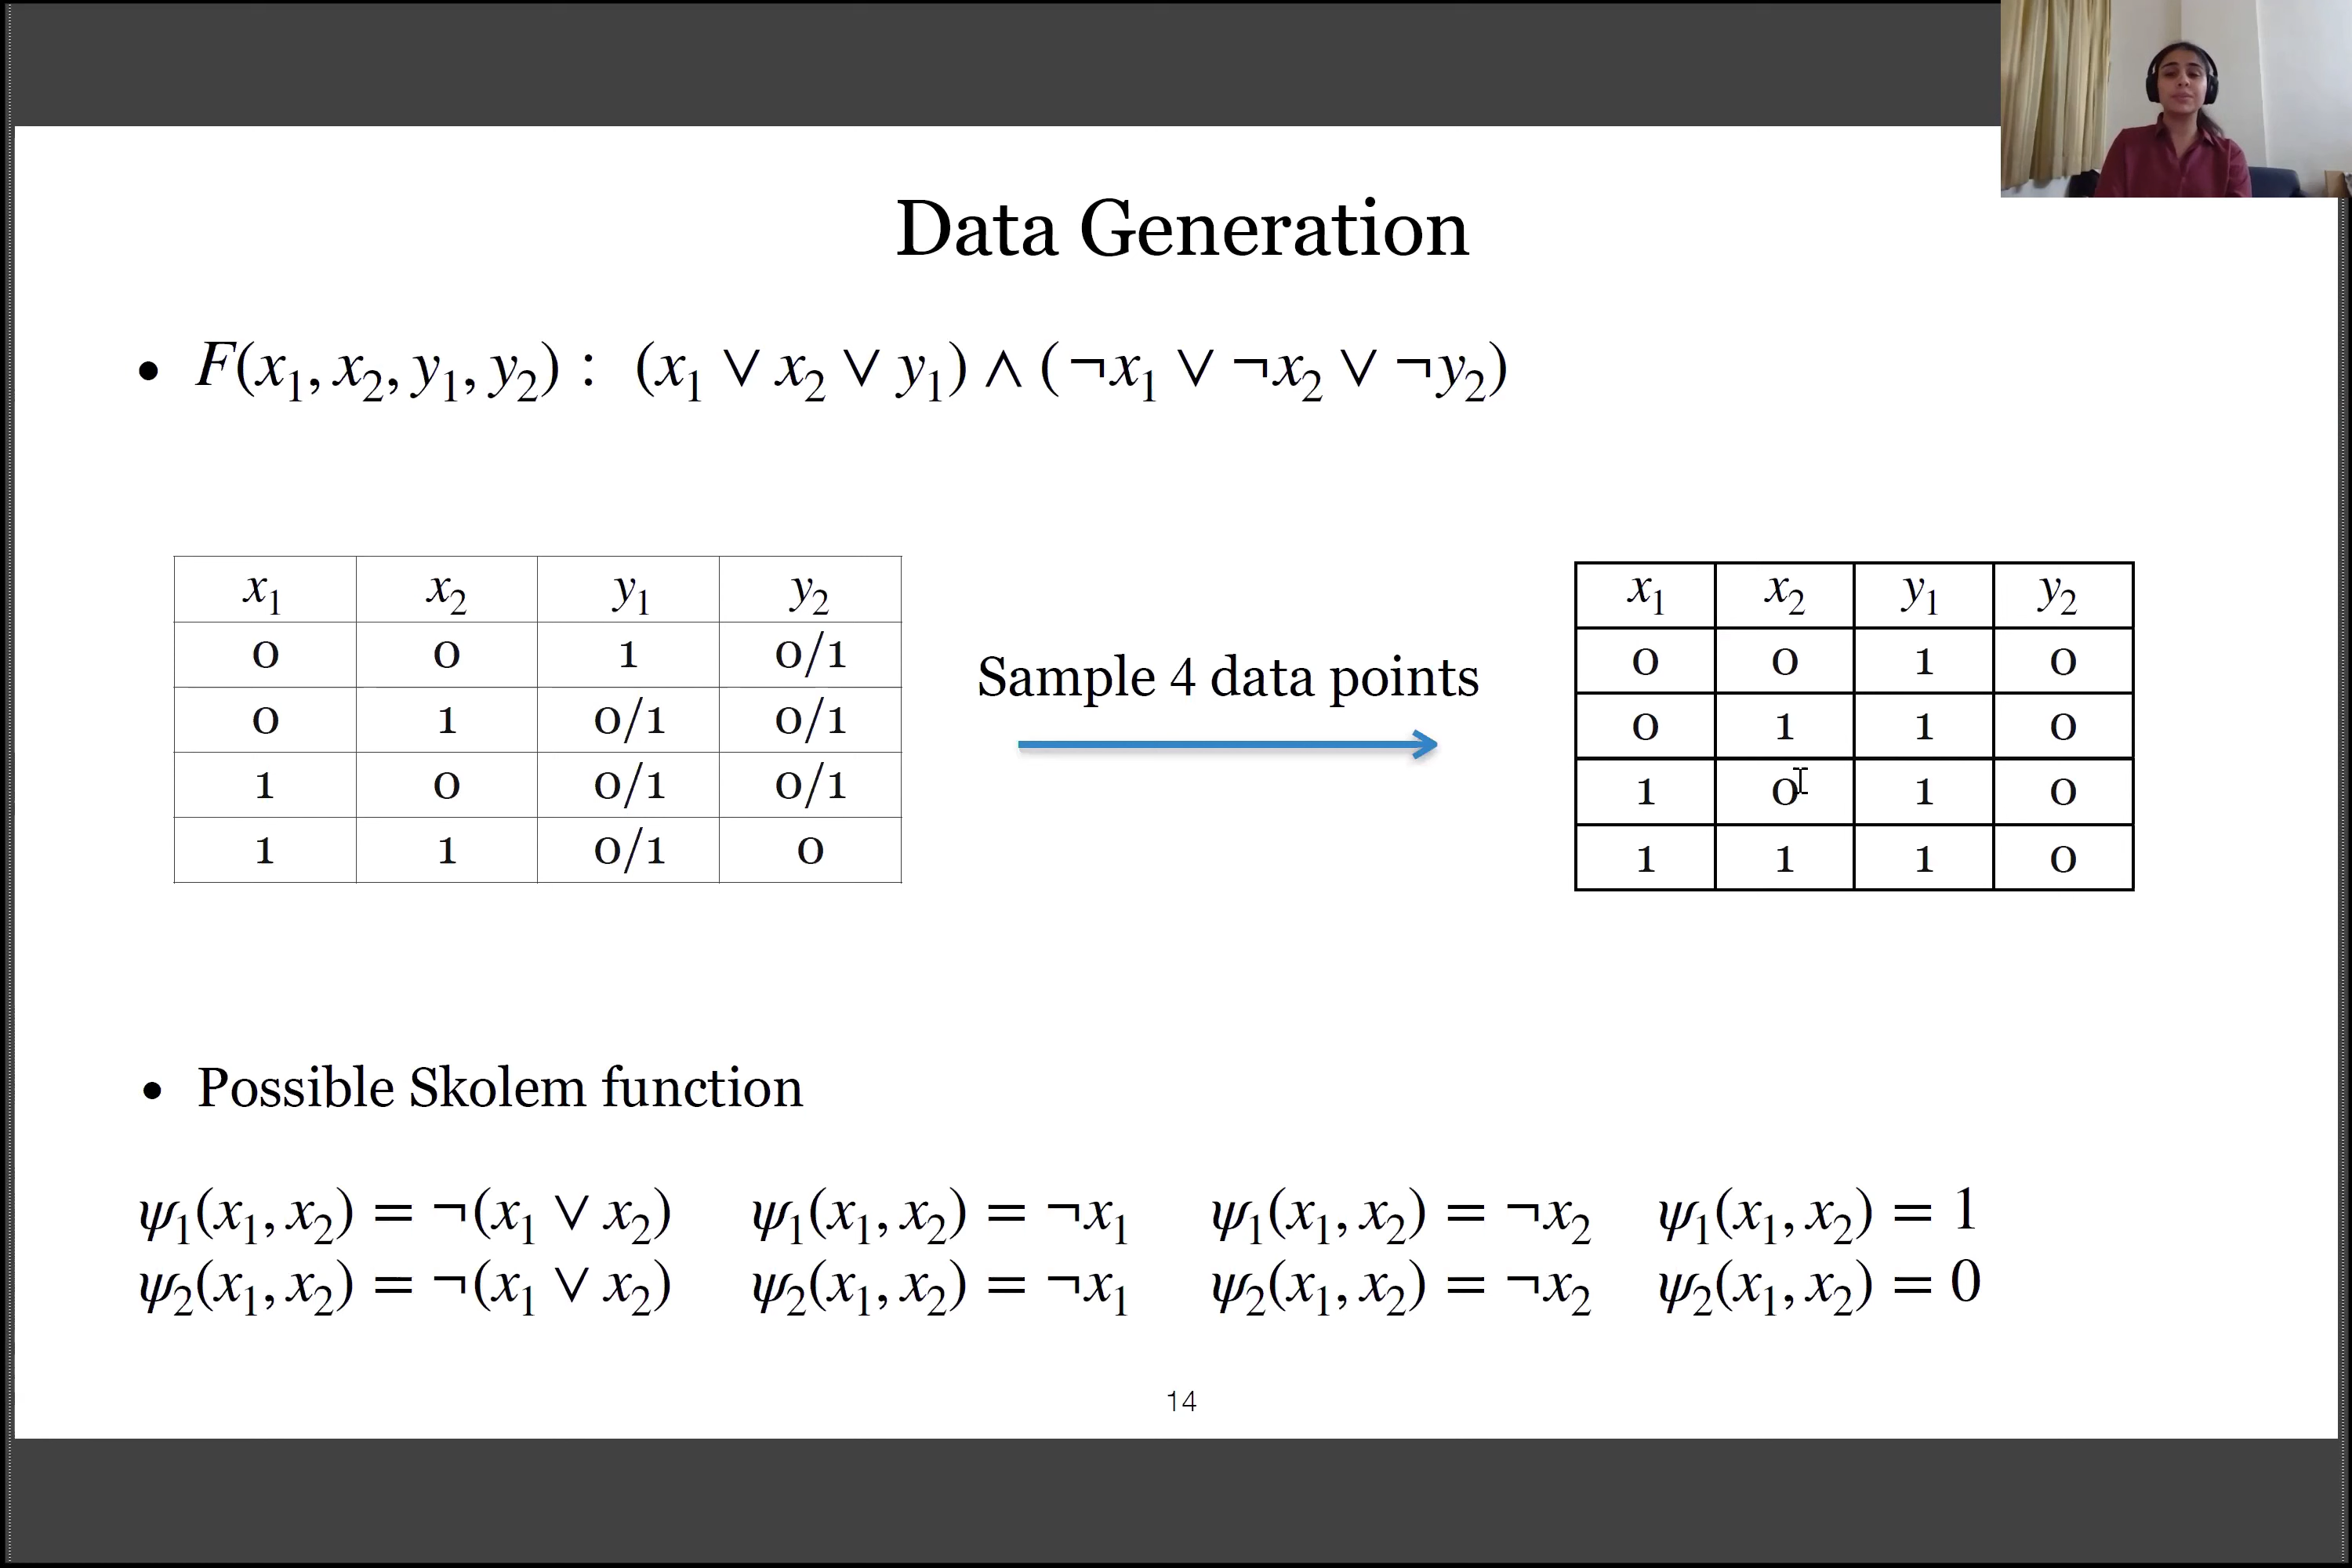 Data Generation
• F(x₁, x₂, y₁, y₂) : (x₁ ∨ x₂ ∨ y₁) ∧ (¬x₁ ∨ ¬x₂ ∨ ¬y₂)
x₁ x₂ y₁ y₂
0 0 1 0/1
0 1 0/1 0/1
1 0 0/1 0/1
1 1 0/1 0
Sample 4 data points
x₁ x₂ y₁ y₂
0 0 1 0
0 1 1 0
1 0 1 0
1 1 1 0
• Possible Skolem function
ψ₁(x₁, x₂) = ¬(x₁ ∨ x₂) ψ₁(x₁, x₂) = ¬x₁ ψ₁(x₁, x₂) = ¬x₂ ψ₁(x₁, x₂) = 1
ψ₂(x₁, x₂) = ¬(x₁ ∨ x₂) ψ₂(x₁, x₂) = ¬x₁ ψ₂(x₁, x₂) = ¬x₂ ψ₂(x₁, x₂) = 0
14